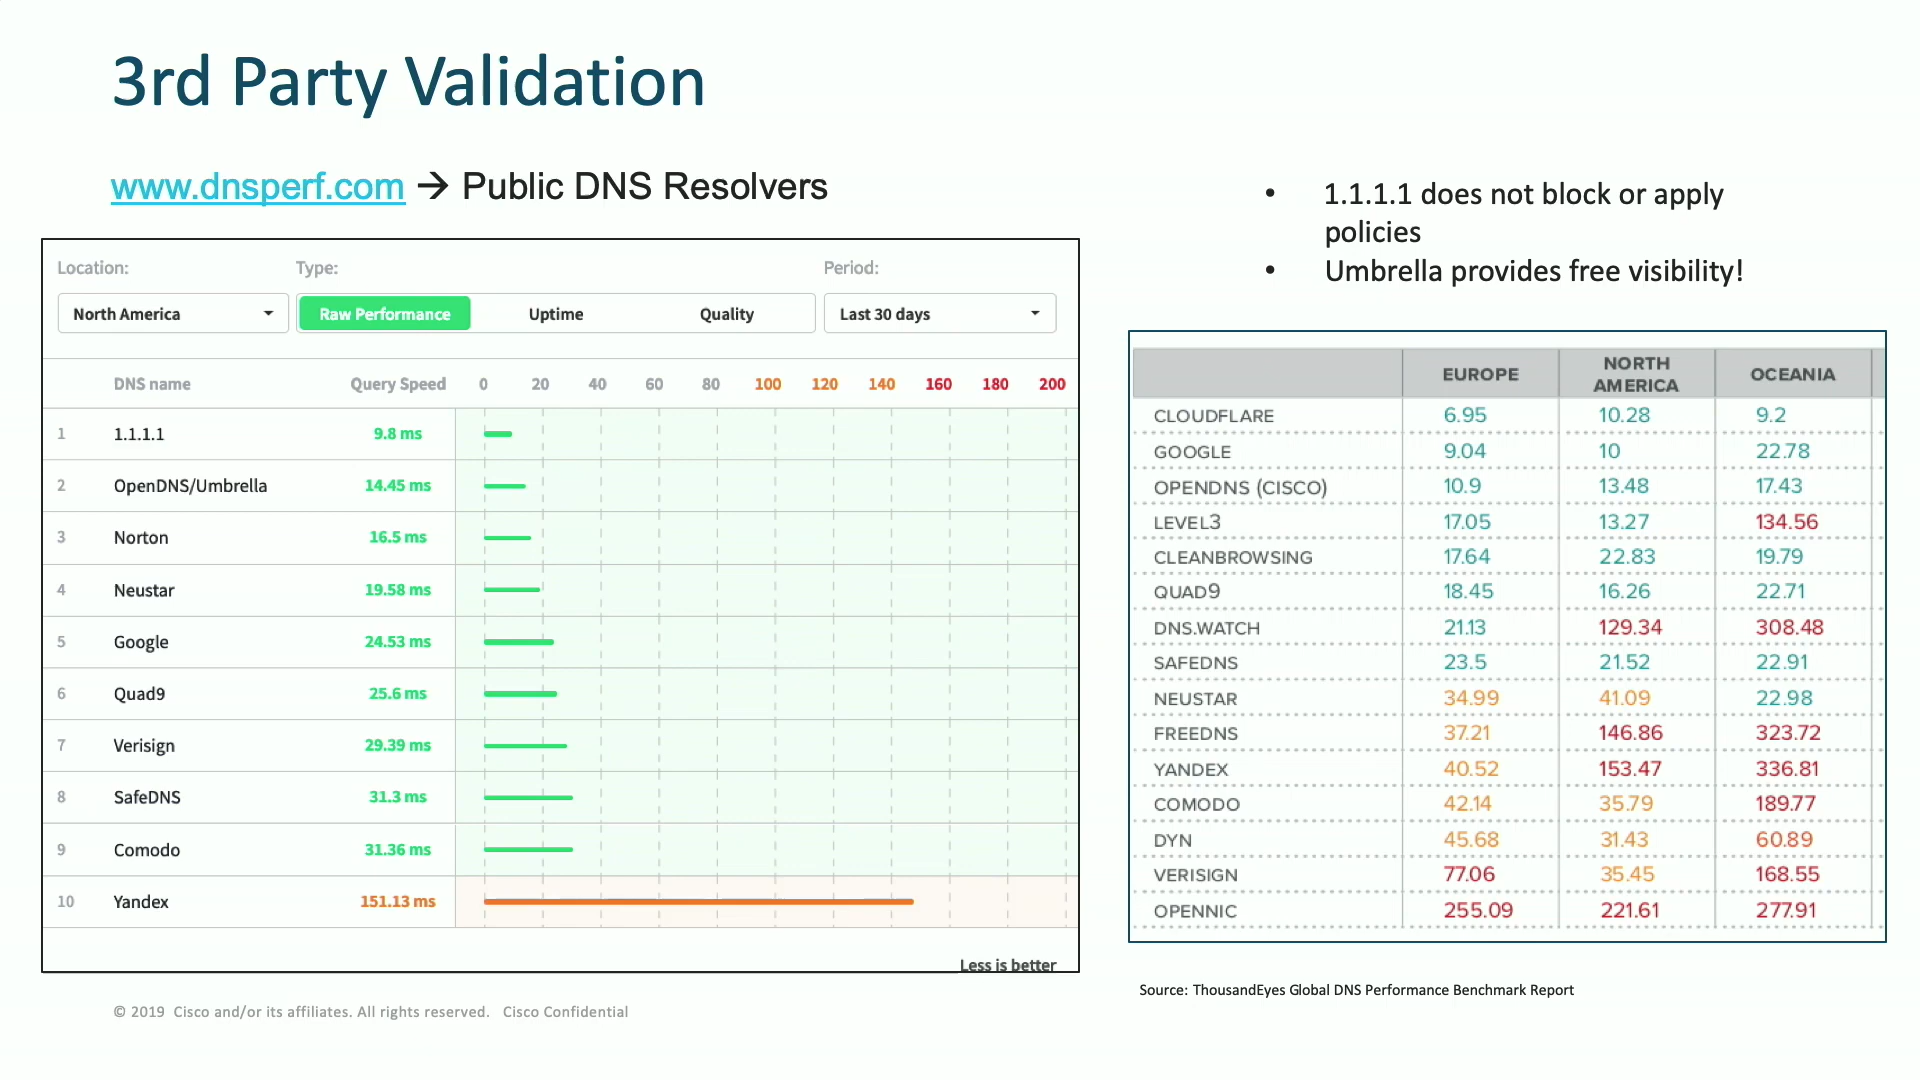 3rd Party Validation
www.dnsperf.com → Public DNS Resolvers
• 1.1.1.1 does not block or apply
policies
• Umbrella provides free visibility!
Location: Type: Period:
North America Raw Performance Uptime Quality Last 30 days
DNS name Query Speed 0 20 40 60 80 100 120 140 160 180 200
1 1.1.1.1 9.8 ms
2 OpenDNS/Umbrella 14.45 ms
3 Norton 16.5 ms
4 Neustar 19.58 ms
5 Google 24.53 ms
6 Quad9 25.6 ms
7 Verisign 29.39 ms
8 SafeDNS 31.3 ms
9 Comodo 31.36 ms
10 Yandex 151.13 ms
Less is better
EUROPE NORTH AMERICA OCEANIA
CLOUDFLARE 6.95 10.28 9.2
GOOGLE 9.04 10 22.78
OPENDNS (CISCO) 10.9 13.48 17.43
LEVEL3 17.05 13.27 134.56
CLEANBROWSING 17.64 22.83 19.79
QUAD9 18.45 16.26 22.71
DNS.WATCH 21.13 129.34 308.48
SAFEDNS 23.5 21.52 22.91
NEUSTAR 34.99 41.09 22.98
FREEDNS 37.21 146.86 323.72
YANDEX 40.52 153.47 336.81
COMODO 42.14 35.79 189.77
DYN 45.68 31.43 60.89
VERISIGN 77.06 35.45 168.55
OPENNIC 255.09 221.61 277.91
Source: ThousandEyes Global DNS Performance Benchmark Report
© 2019 Cisco and/or its affiliates. All rights reserved. Cisco Confidential